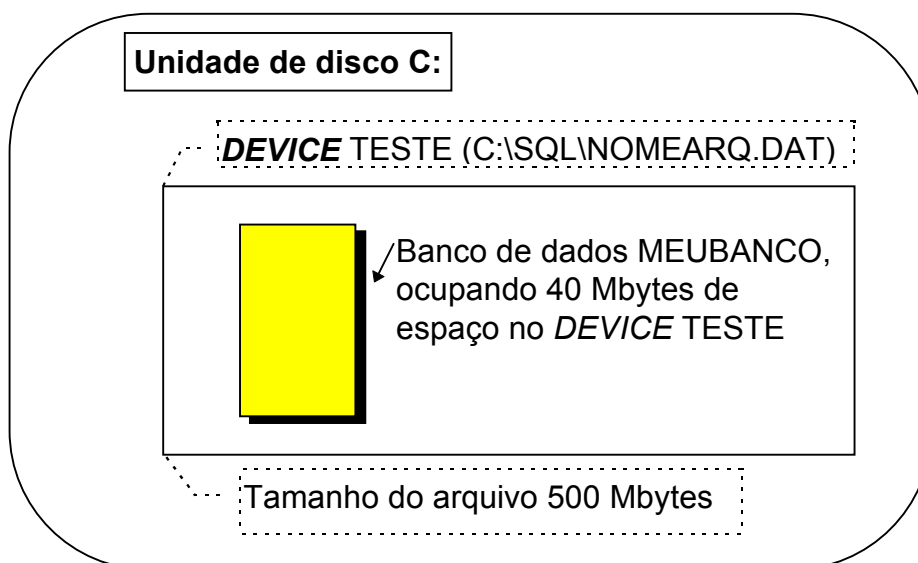 Unidade de disco C:
DEVICE TESTE (C:\SQL\NOMEARQ.DAT)
Banco de dados MEUBANCO,
ocupando 40 Mbytes de
espaço no DEVICE TESTE
Tamanho do arquivo 500 Mbytes